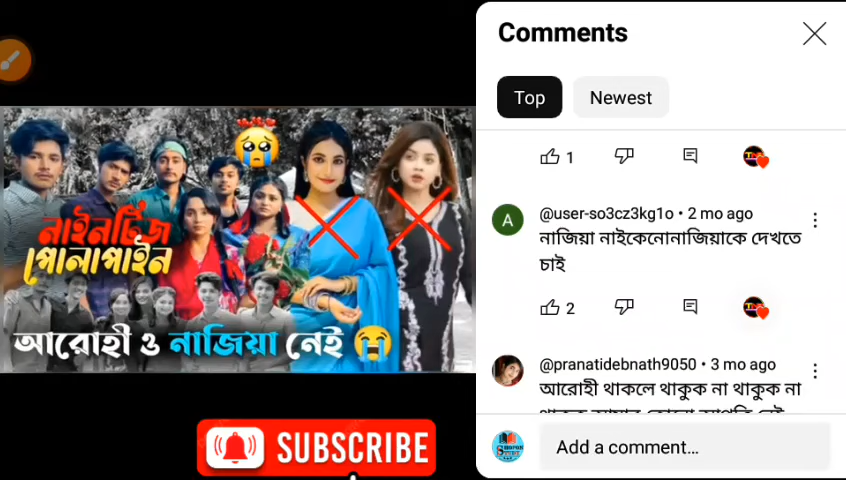 নাইনটিজ
পোলাপাইন
আরোহী ও নাজিয়া নেই
SUBSCRIBE
Comments
Top Newest
1
A
@user-so3cz3kg1o • 2 mo ago
নাজিয়া নাইকেনোনাজিয়াকে দেখতে
চাই
2
@pranatidebnath9050 • 3 mo ago
আরোহী থাকলে থাকুক না থাকুক না
Add a comment...